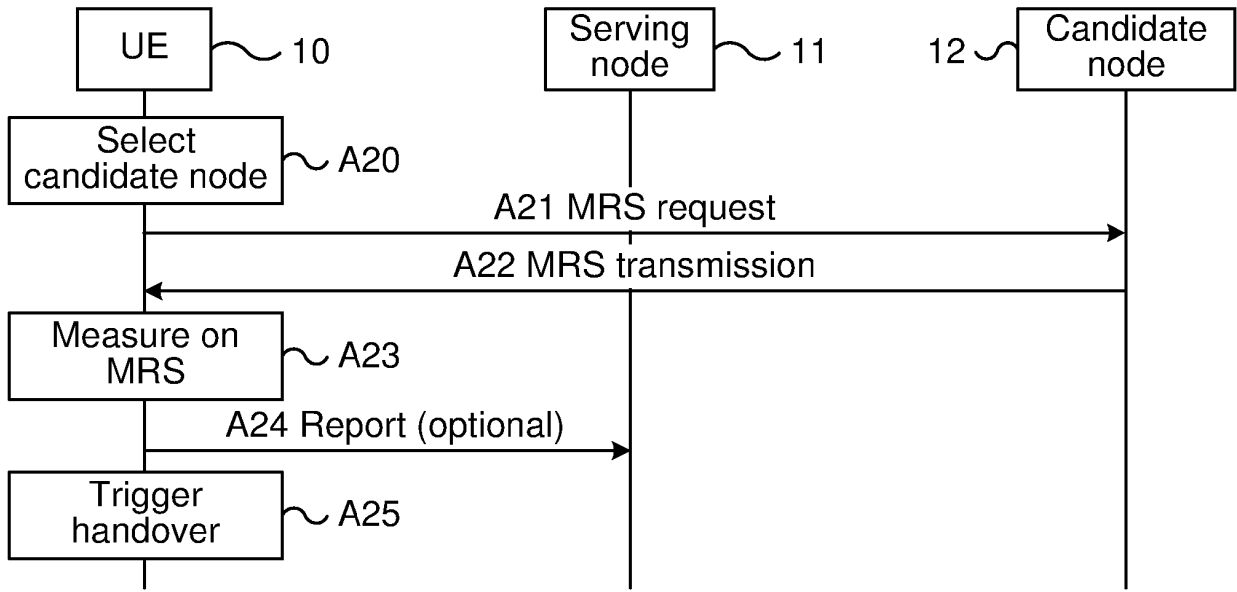 UE
10
Serving
node
11
12
Candidate
node
Select
candidate node
A20
A21 MRS request
A22 MRS transmission
Measure on
MRS
A23
A24 Report (optional)
Trigger
handover
A25